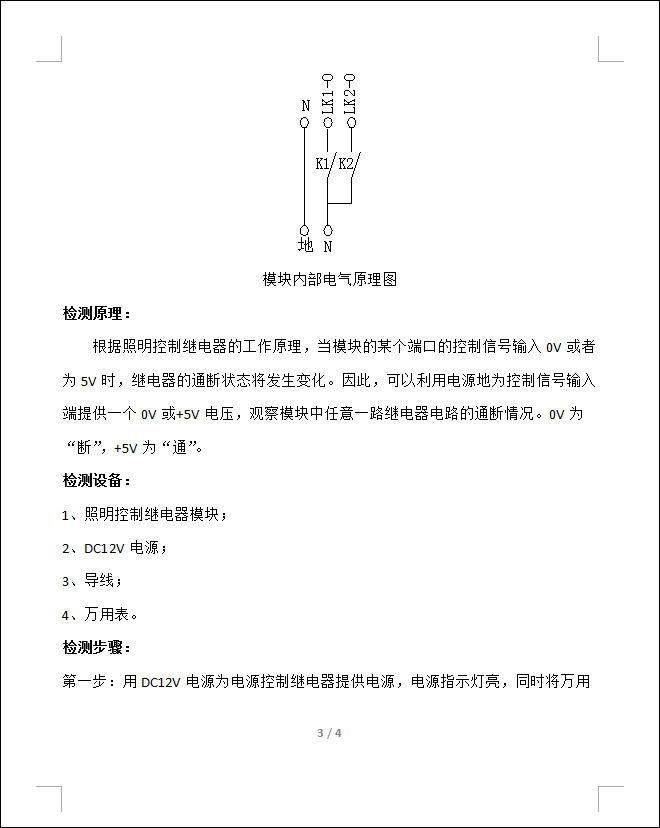 N LK1-0 LK2-0
K1 K2
地 N
模块内部电气原理图
检测原理：
根据照明控制继电器的工作原理，当模块的某个端口的控制信号输入 0V 或者
为 5V 时，继电器的通断状态将发生变化。因此，可以利用电源地为控制信号输入
端提供一个 0V 或+5V 电压，观察模块中任意一路继电器电路的通断情况。0V 为
“断”，+5V 为“通”。
检测设备：
1、照明控制继电器模块；
2、DC12V 电源；
3、导线；
4、万用表。
检测步骤：
第一步：用 DC12V 电源为电源控制继电器提供电源，电源指示灯亮，同时将万用
3 / 4